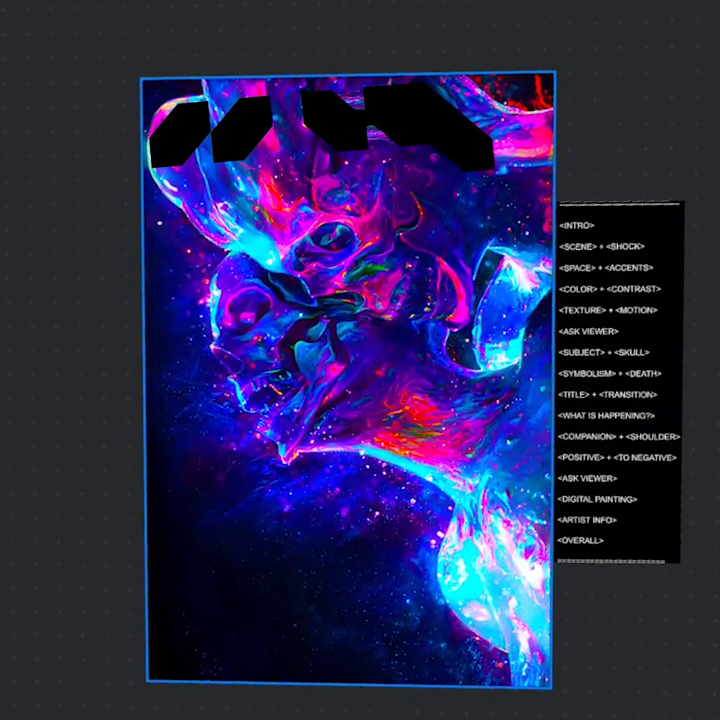 <INTRO>
<SCENE> + <SHOCK>
<SPACE> + <ACCENTS>
<COLOR> + <CONTRAST>
<TEXTURE> + <MOTION>
<ASK VIEWER>
<SUBJECT> + <SKULL>
<SYMBOLISM> + <DEATH>
<TITLE> + <TRANSITION>
<WHAT IS HAPPENING?>
<COMPANION> + <SHOULDER>
<POSITIVE> + <TO NEGATIVE>
<ASK VIEWER>
<DIGITAL PAINTING>
<ARTIST INFO>
<OVERALL>